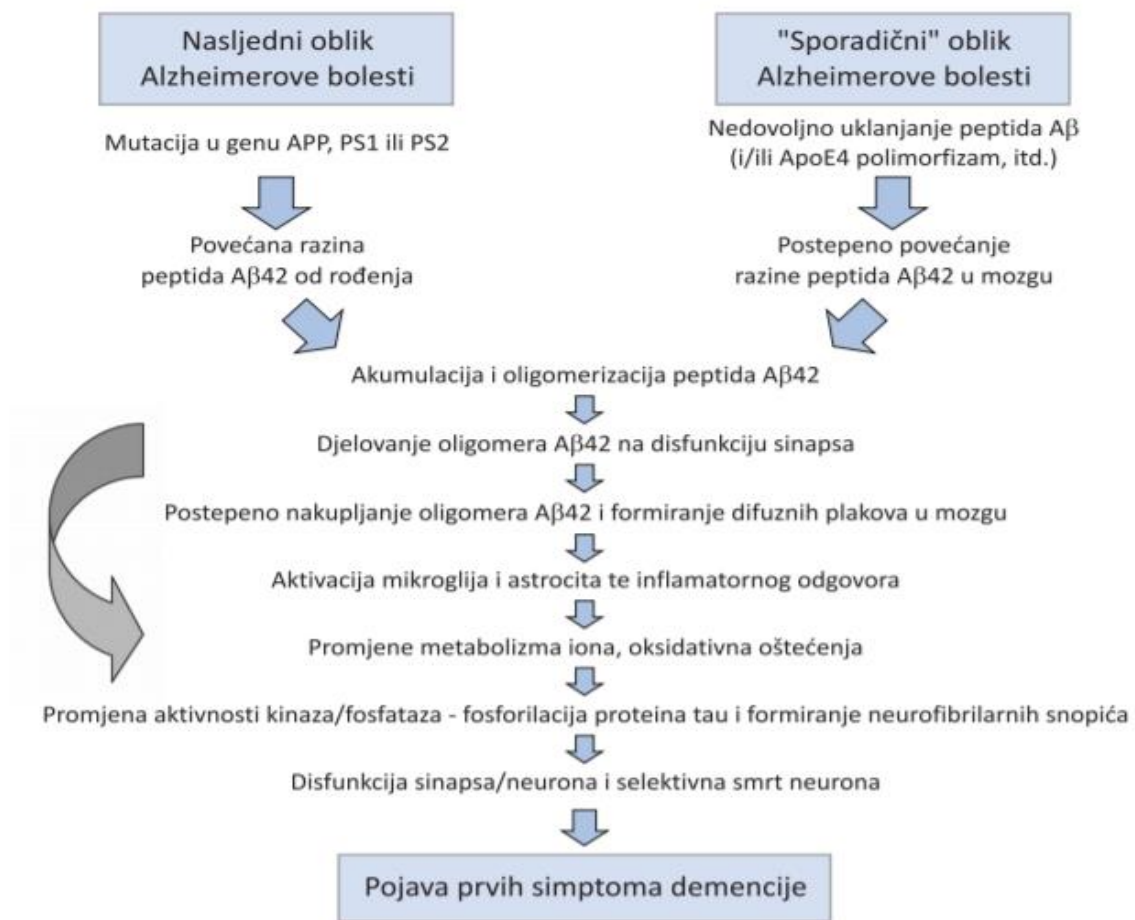 Nasljedni oblik
Alzheimerove bolesti
"Sporadični" oblik
Alzheimerove bolesti
Mutacija u genu APP, PS1 ili PS2
Nedovoljno uklanjanje peptida Aβ
(i/ili ApoE4 polimorfizam, itd.)
Povećana razina
peptida Aβ42 od rođenja
Postepeno povećanje
razine peptida Aβ42 u mozgu
Akumulacija i oligomerizacija peptida Aβ42
Djelovanje oligomera Aβ42 na disfunkciju sinapsa
Postepeno nakupljanje oligomera Aβ42 i formiranje difuznih plakova u mozgu
Aktivacija mikroglija i astrocita te inflamatornog odgovora
Promjene metabolizma iona, oksidativna oštećenja
Promjena aktivnosti kinaza/fosfataza - fosforilacija proteina tau i formiranje neurofibrilarnih snopića
Disfunkcija sinapsa/neurona i selektivna smrt neurona
Pojava prvih simptoma demencije